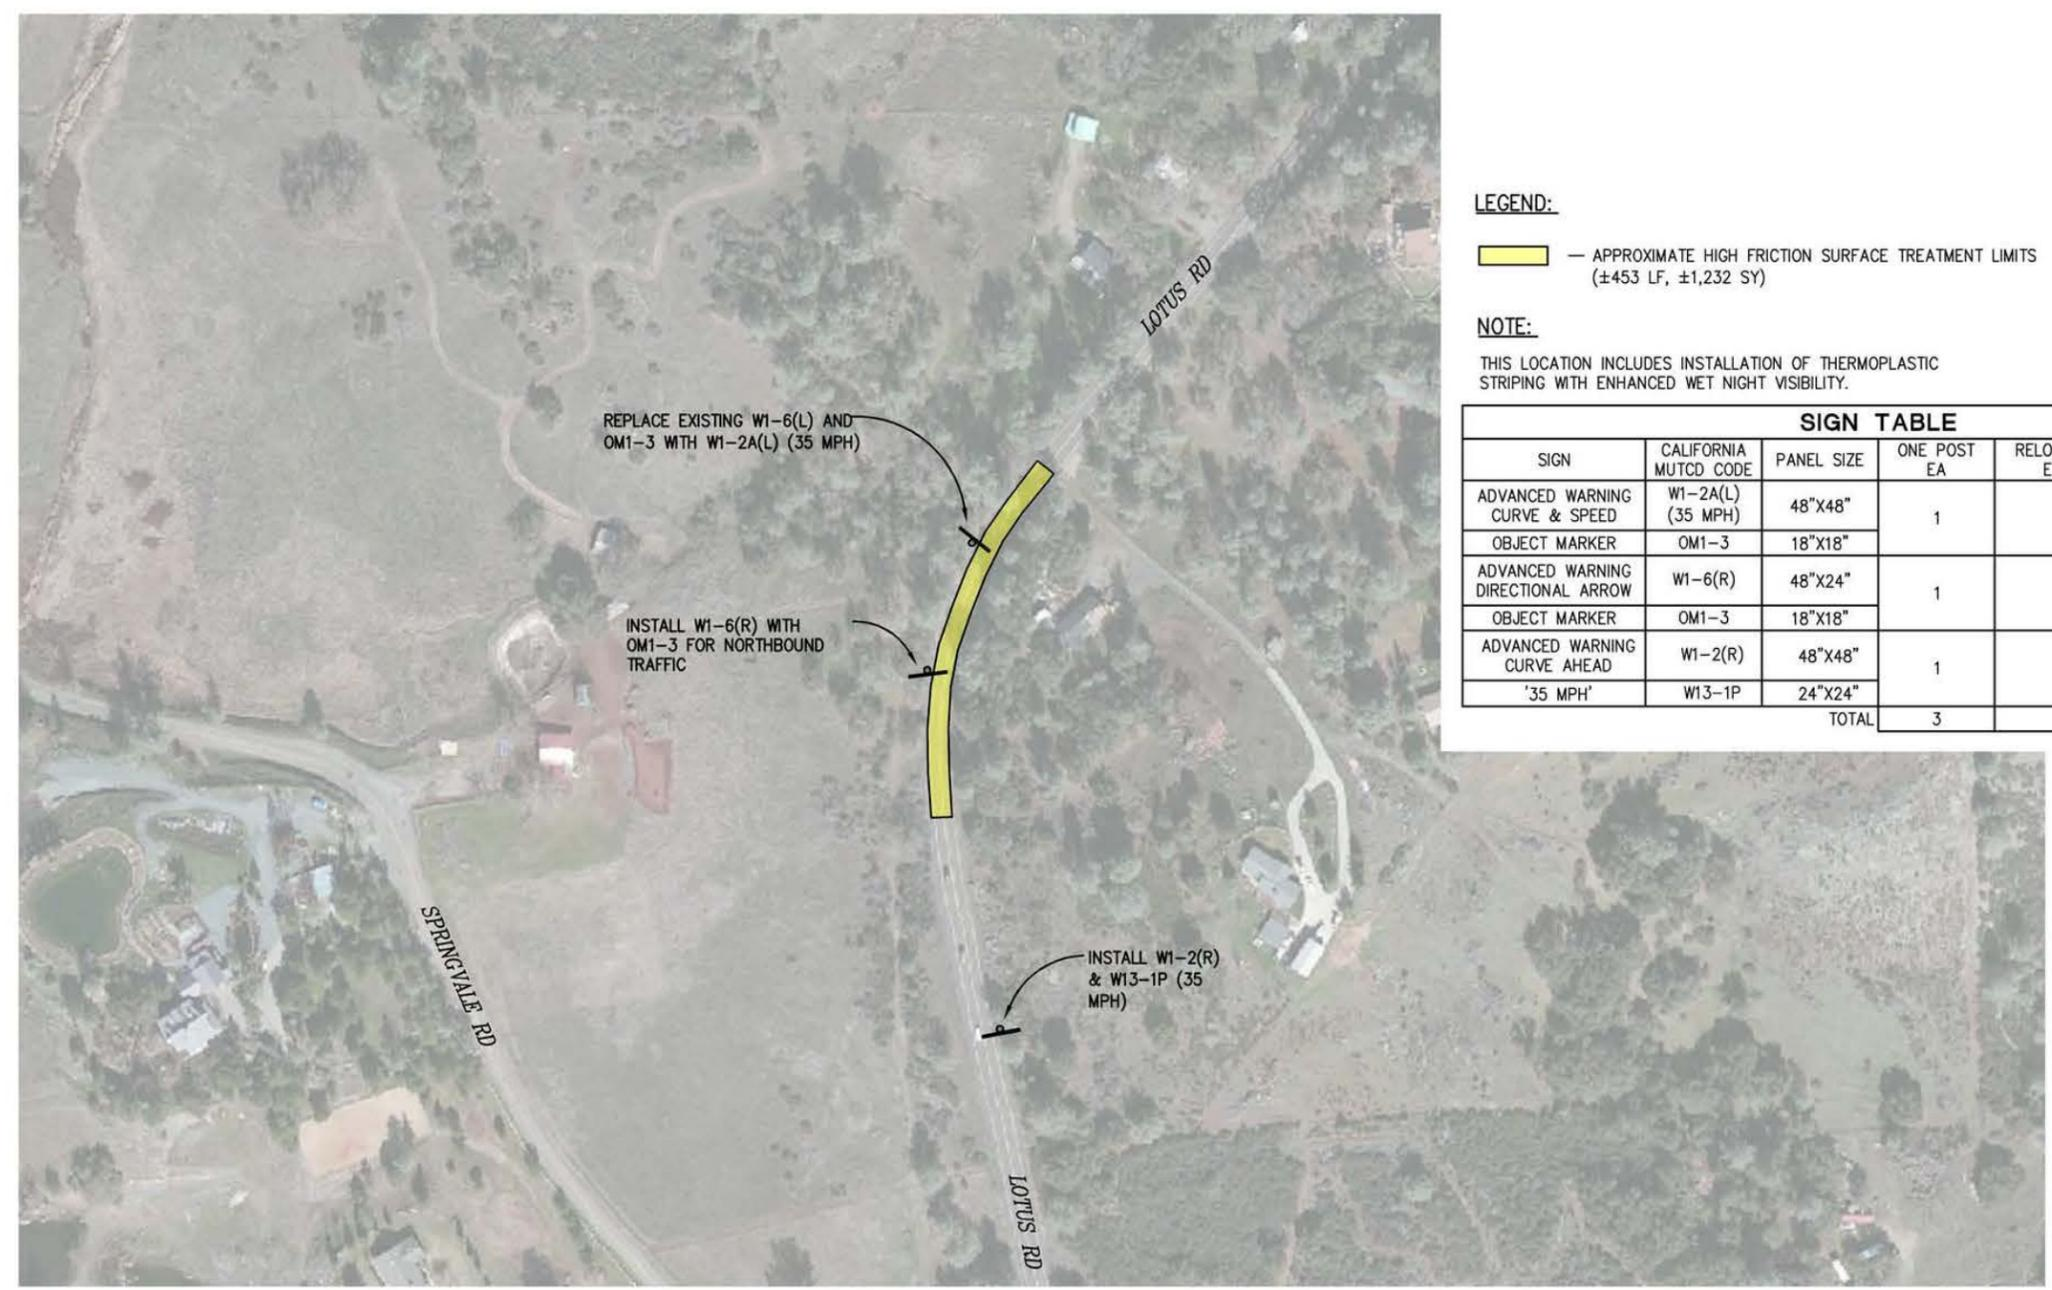 LOTUS RD
REPLACE EXISTING W1-6(L) AND
OM1-3 WITH W1-2A(L) (35 MPH)
INSTALL W1-6(R) WITH
OM1-3 FOR NORTHBOUND
TRAFFIC
SPRINGVALE RD
INSTALL W1-2(R)
& W13-1P (35
MPH)
LOTUS RD
LEGEND:
— APPROXIMATE HIGH FRICTION SURFACE TREATMENT LIMITS
(±453 LF, ±1,232 SY)
NOTE:
THIS LOCATION INCLUDES INSTALLATION OF THERMOPLASTIC
STRIPING WITH ENHANCED WET NIGHT VISIBILITY.
SIGN TABLE
SIGN CALIFORNIA MUTCD CODE PANEL SIZE ONE POST EA
ADVANCED WARNING CURVE & SPEED W1-2A(L) (35 MPH) 48"X48" 1
OBJECT MARKER OM1-3 18"X18"
ADVANCED WARNING DIRECTIONAL ARROW W1-6(R) 48"X24" 1
OBJECT MARKER OM1-3 18"X18"
ADVANCED WARNING CURVE AHEAD W1-2(R) 48"X48" 1
'35 MPH' W13-1P 24"X24"
TOTAL 3